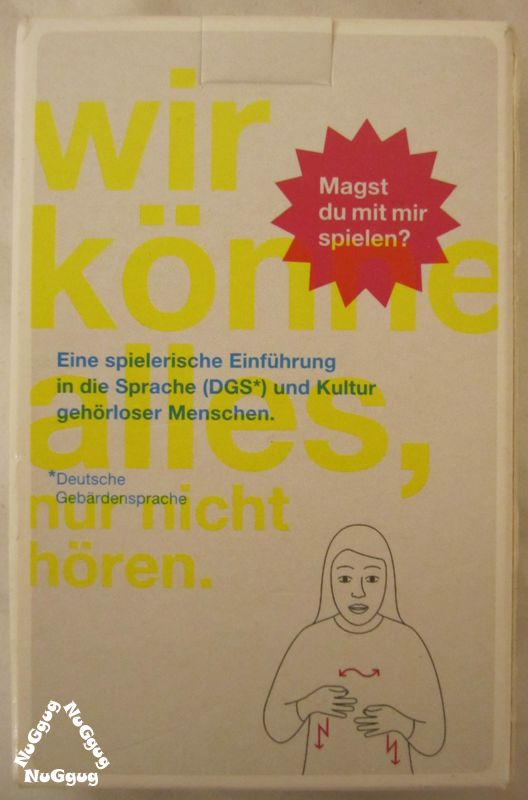 wir
könne
alles,
nur nicht
hören.
Magst
du mit mir
spielen?
Eine spielerische Einführung
in die Sprache (DGS*) und Kultur
gehörloser Menschen.
*Deutsche
Gebärdensprache
NuGgug
NuGgug
NuGgug